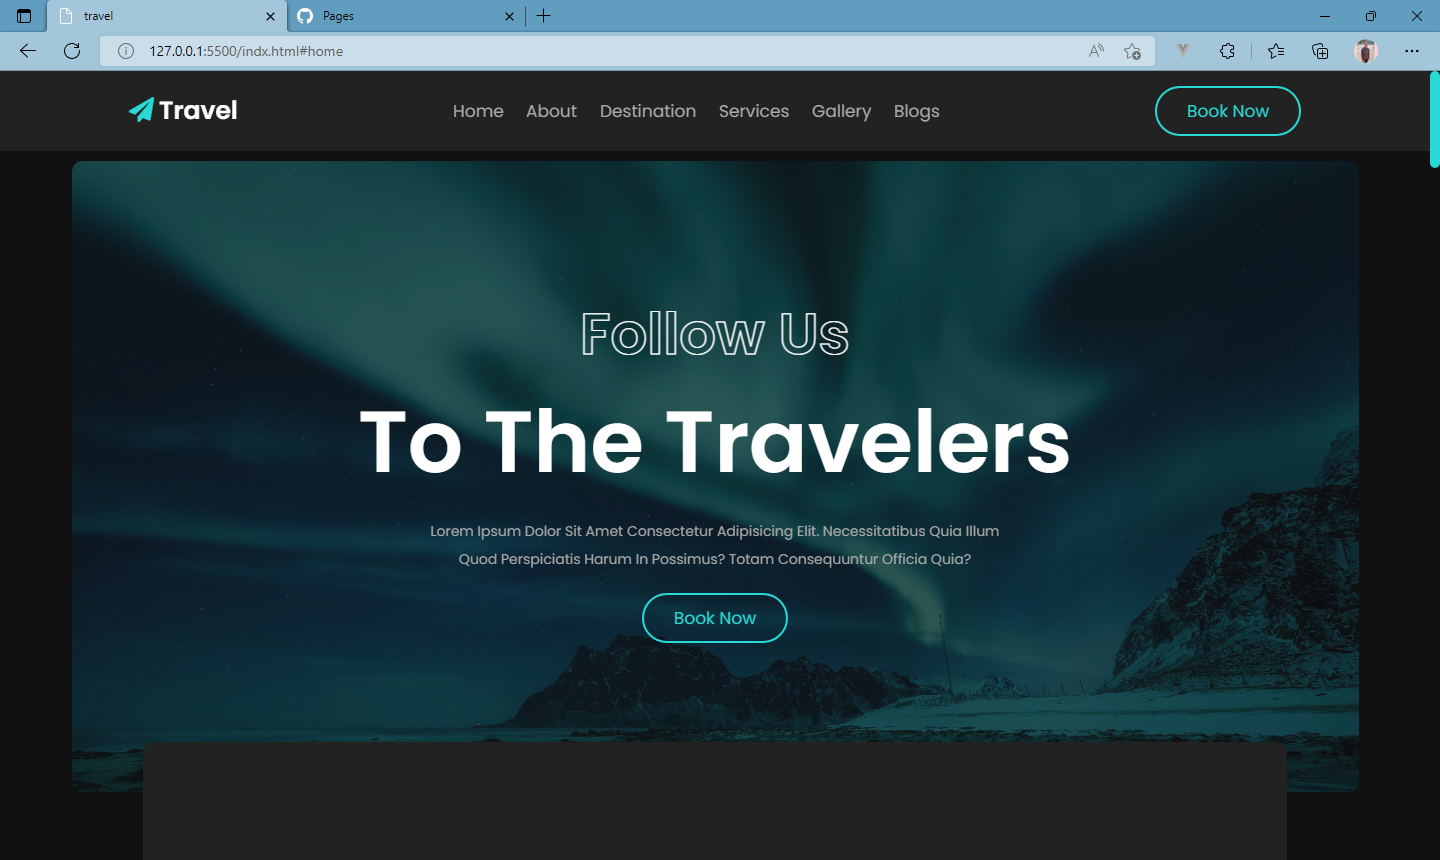 travel
Pages
127.0.0.1:5500/indx.html#home
Travel
Home About Destination Services Gallery Blogs
Book Now
Follow Us
To The Travelers
Lorem Ipsum Dolor Sit Amet Consectetur Adipisicing Elit. Necessitatibus Quia Illum
Quod Perspiciatis Harum In Possimus? Totam Consequuntur Officia Quia?
Book Now